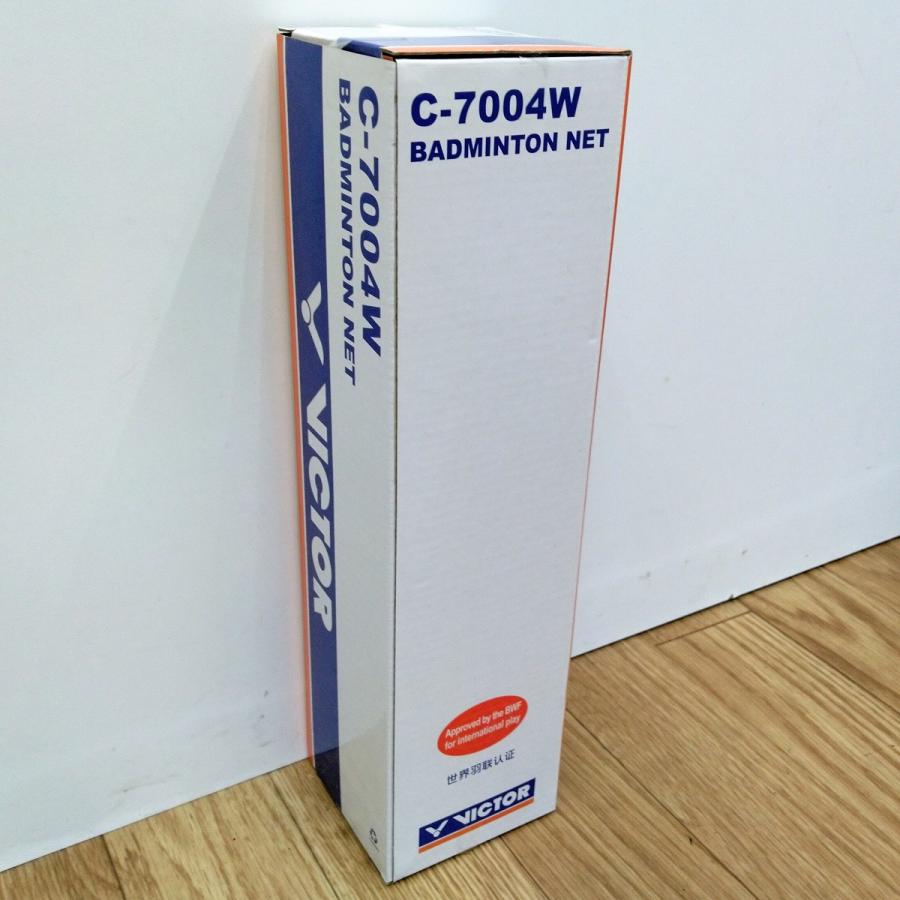 C-7004W
BADMINTON NET
VICTOR
C-7004W
BADMINTON NET
Approved by the BWF
for international play
世界羽联认证
VICTOR